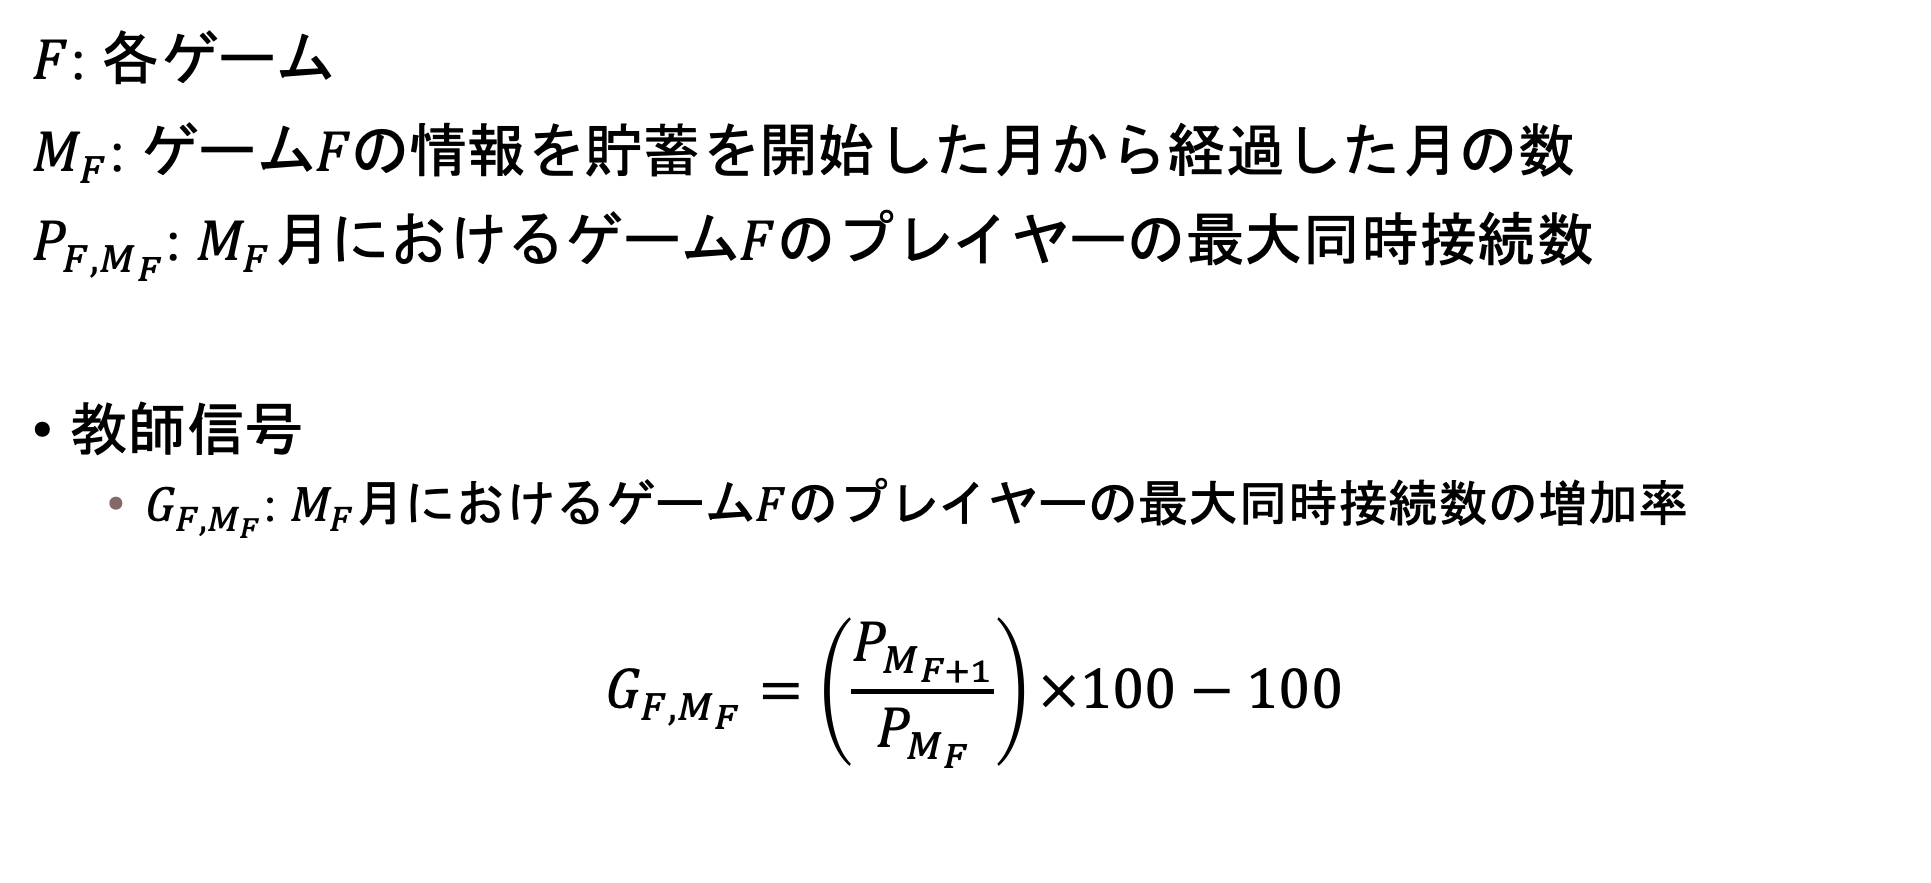 F: 各ゲーム
M_F: ゲームFの情報を貯蓄を開始した月から経過した月の数
P_{F,M_F}: M_F月におけるゲームFのプレイヤーの最大同時接続数
• 教師信号
• G_{F,M_F}: M_F月におけるゲームFのプレイヤーの最大同時接続数の増加率
G_{F,M_F} = (P_{M_{F+1}} / P_{M_F}) ×100 − 100